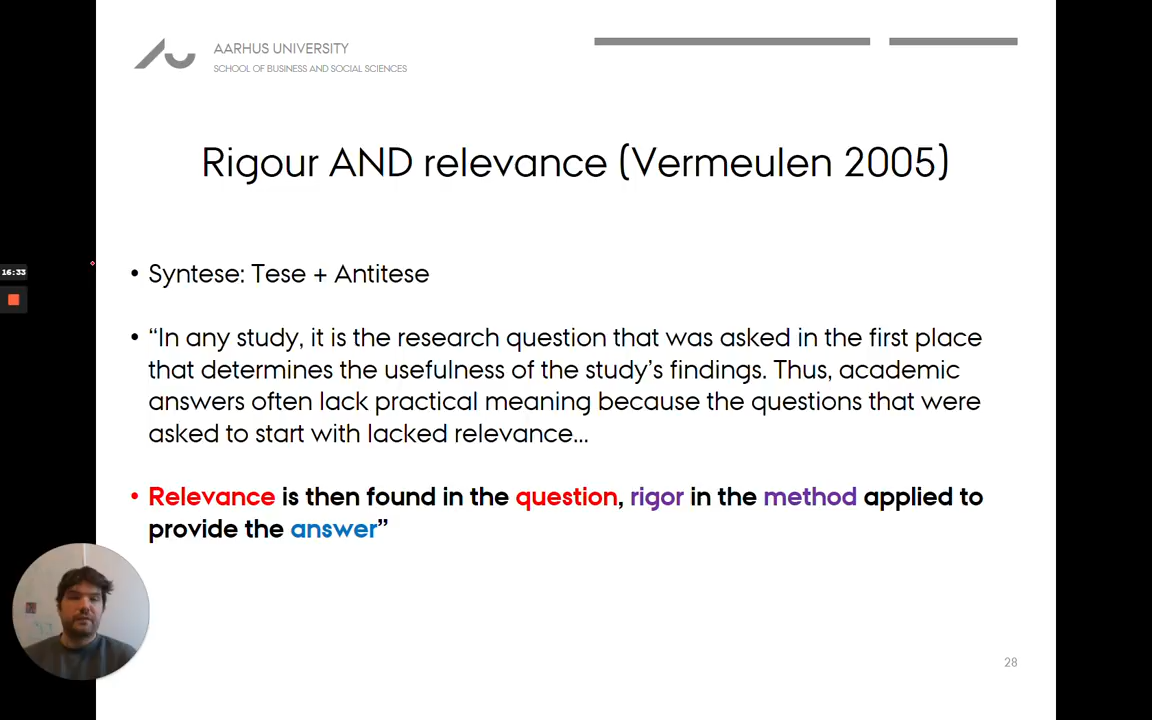 AARHUS UNIVERSITY
SCHOOL OF BUSINESS AND SOCIAL SCIENCES
Rigour AND relevance (Vermeulen 2005)
16:33
• Syntese: Tese + Antitese
• “In any study, it is the research question that was asked in the first place
that determines the usefulness of the study’s findings. Thus, academic
answers often lack practical meaning because the questions that were
asked to start with lacked relevance...
• Relevance is then found in the question, rigor in the method applied to
provide the answer”
28